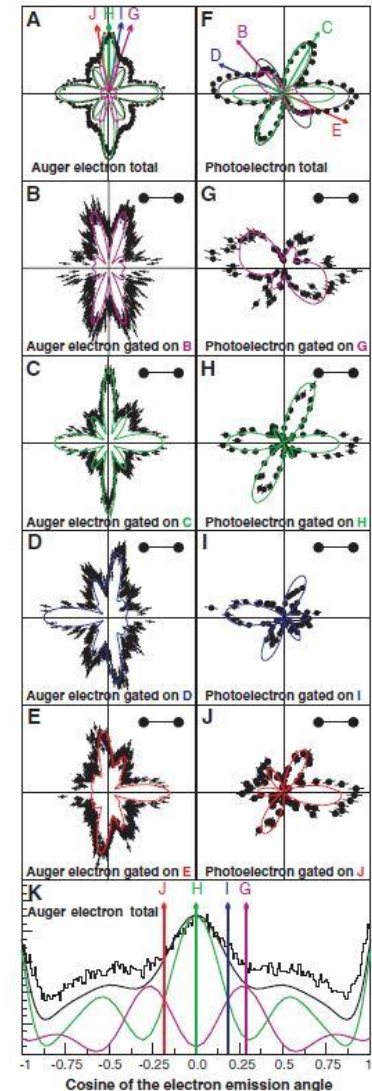 A
J H I G
Auger electron total
F
B
C
D
E
Photoelectron total
B
Auger electron gated on B
G
Photoelectron gated on G
C
Auger electron gated on C
H
Photoelectron gated on H
D
Auger electron gated on D
I
Photoelectron gated on I
E
Auger electron gated on E
J
Photoelectron gated on J
K
J H I G
Auger electron total
-1 -0.75 -0.5 -0.25 0.0 0.25 0.5 0.75 1
Cosine of the electron emission angle